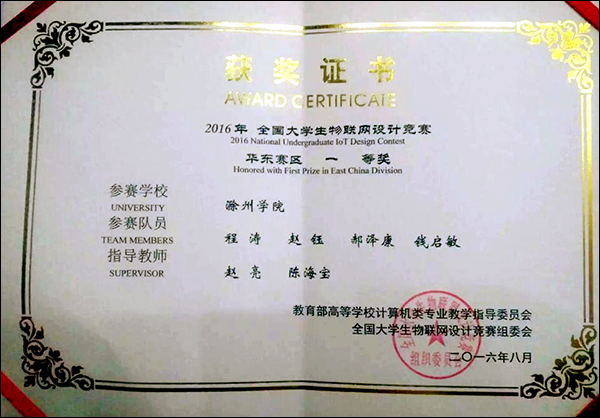 获奖证书
AWARD CERTIFICATE
2016年 全国大学生物联网设计竞赛
2016 National Undergraduate IoT Design Contest
华东赛区 一 等奖
Honored with First Prize in East China Division
参赛学校 滁州学院
UNIVERSITY
参赛队员 程涛 赵钰 郝泽康 钱启敏
TEAM MEMBERS
指导教师 赵亮 陈海宝
SUPERVISOR
教育部高等学校计算机类专业教学指导委员会
全国大学生物联网设计竞赛组委会
组织委员会
二〇一六年八月